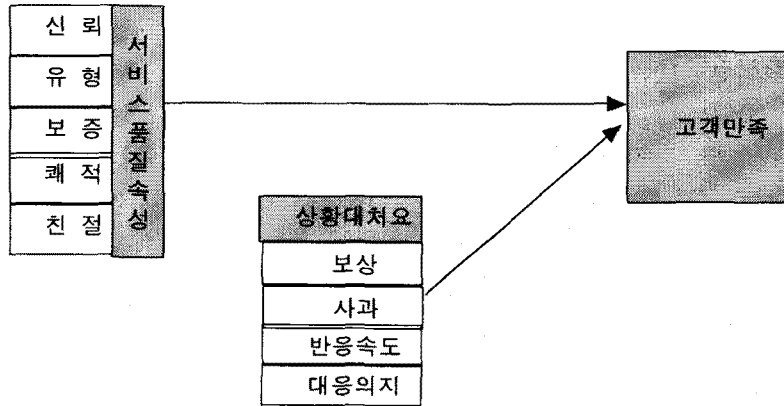 신 뢰
유 형
보 증
쾌 적
친 절
서비스품질속성
고객만족
상황대처요
보상
사과
반응속도
대응의지